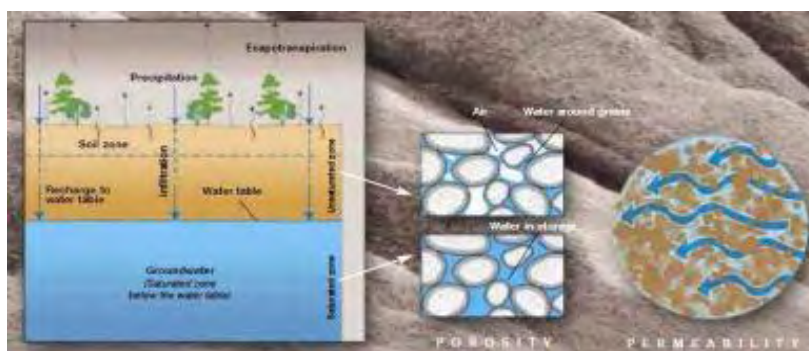 Evapotranspiration
Precipitation
Soil zone
Infiltration
Unsaturated zone
Recharge to
water table
Water table
Groundwater
(Saturated zone
below the water table)
Saturated zone
Air
Water around grains
Water in storage
POROSITY
PERMEABILITY